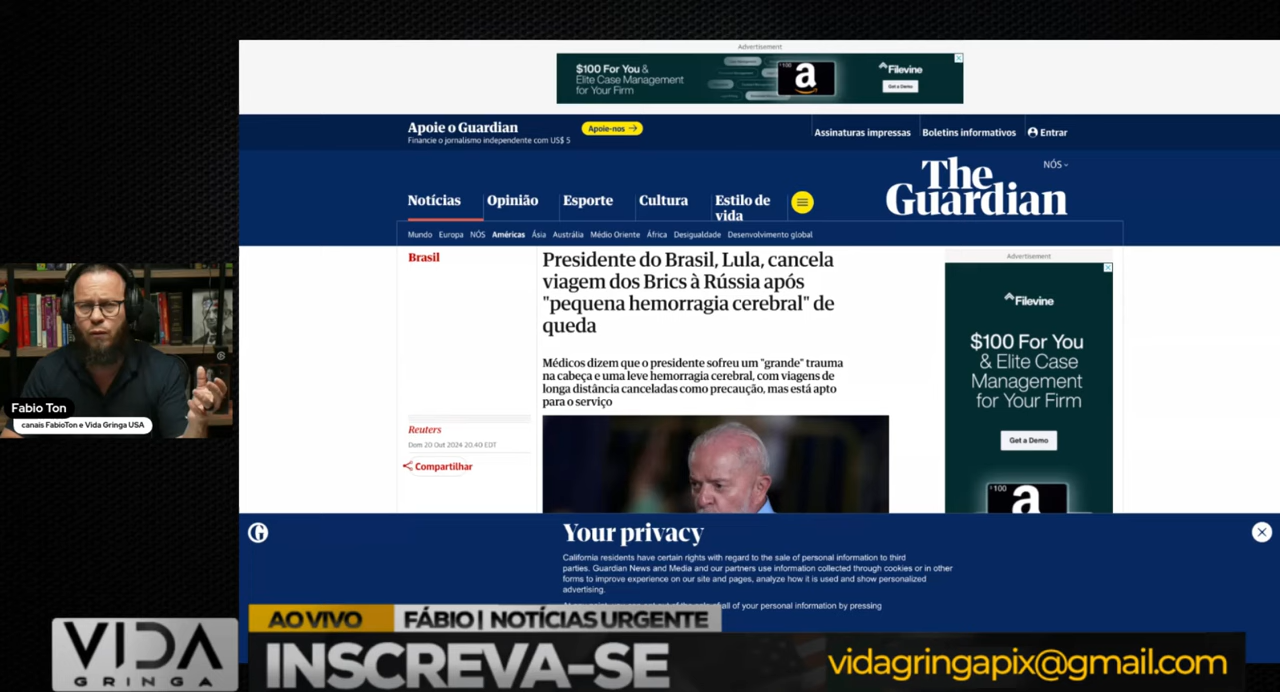 Advertisement
$100 For You &
Elite Case Management
for Your Firm
$100
a
Filevine
Get a Demo
Apoie o Guardian
Financie o jornalismo independente com US$ 5
Apoie-nos
Assinaturas impressas
Boletins informativos
Entrar
NÓS
The
Guardian
Notícias
Opinião
Esporte
Cultura
Estilo de
vida
Mundo Europa NÓS Américas Ásia Austrália Médio Oriente África Desigualdade Desenvolvimento global
Brasil
Presidente do Brasil, Lula, cancela
viagem dos Brics à Rússia após
"pequena hemorragia cerebral" de
queda
Médicos dizem que o presidente sofreu um "grande" trauma
na cabeça e uma leve hemorragia cerebral, com viagens de
longa distância canceladas como precaução, mas está apto
para o serviço
Reuters
Dom 20 Out 2024 20.40 EDT
Compartilhar
Advertisement
Filevine
$100 For You
& Elite Case
Management
for Your Firm
Get a Demo
$100
a
Fabio Ton
canais FabioTon e Vida Gringa USA
G
Your privacy
California residents have certain rights with regard to the sale of personal information to third
parties. Guardian News and Media and our partners use information collected through cookies or in other
forms to improve experience on our site and pages, analyze how it is used and show personalized
advertising.
all of your personal information by pressing
AO VIVO
FÁBIO | NOTÍCIAS URGENTE
VIDA
GRINGA
INSCREVA-SE
vidagringapix@gmail.com